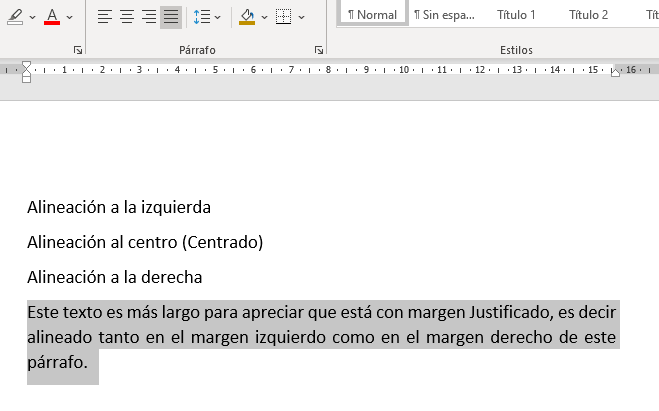 A
¶ Normal
¶ Sin espa...
Título 1
Título 2
Tít
Párrafo
Estilos
1 2 3 4 5 6 7 8 9 10 11 12 13 14 15 16
Alineación a la izquierda
Alineación al centro (Centrado)
Alineación a la derecha
Este texto es más largo para apreciar que está con margen Justificado, es decir
alineado tanto en el margen izquierdo como en el margen derecho de este
párrafo.